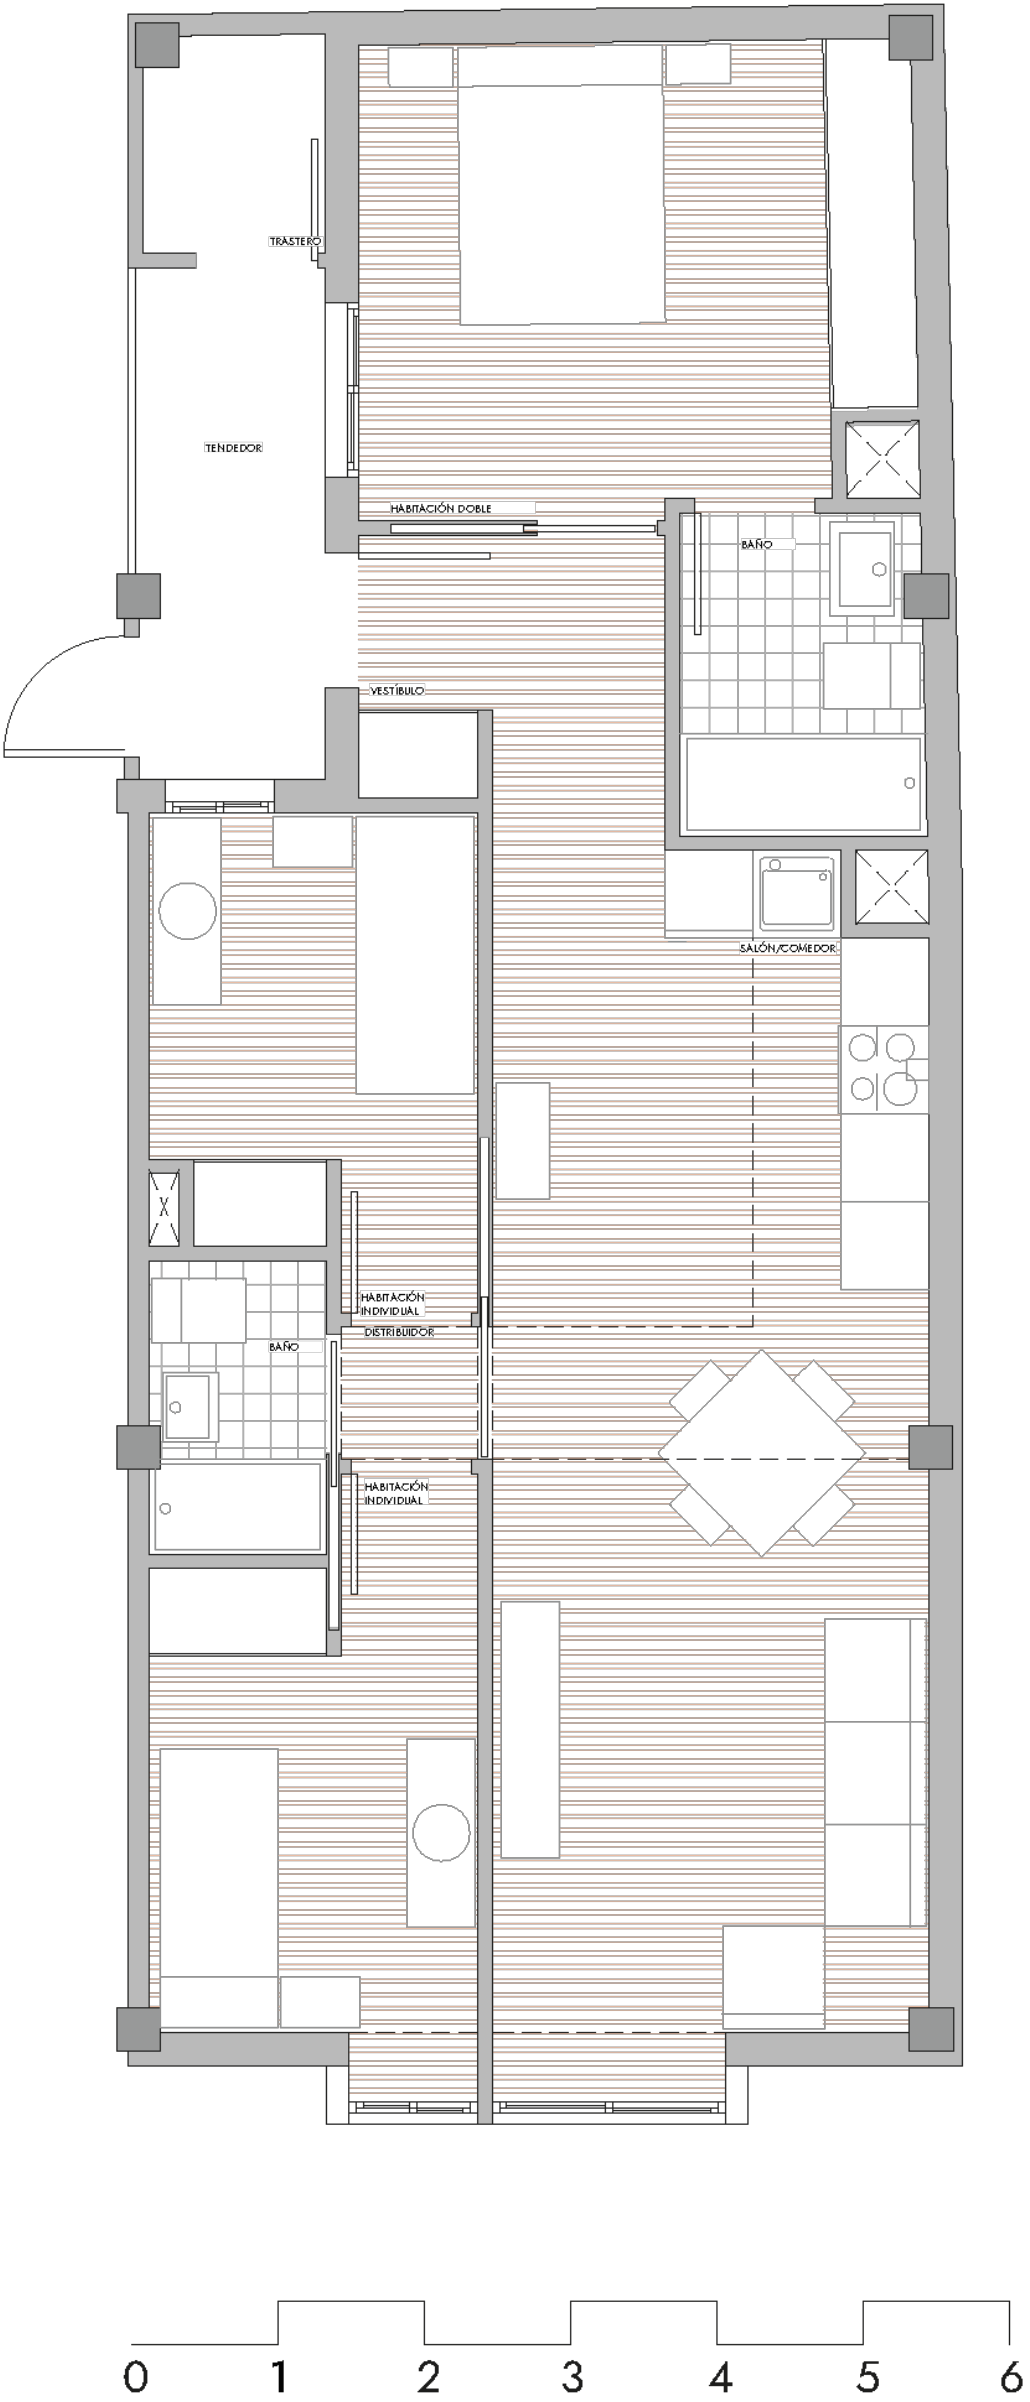 TRASTERO
TENDEDOR
HABITACIÓN DOBLE
BAÑO
VESTÍBULO
SALÓN/COMEDOR
HABITACIÓN
INDIVIDUAL
DISTRIBUIDOR
BAÑO
HABITACIÓN
INDIVIDUAL
0 1 2 3 4 5 6